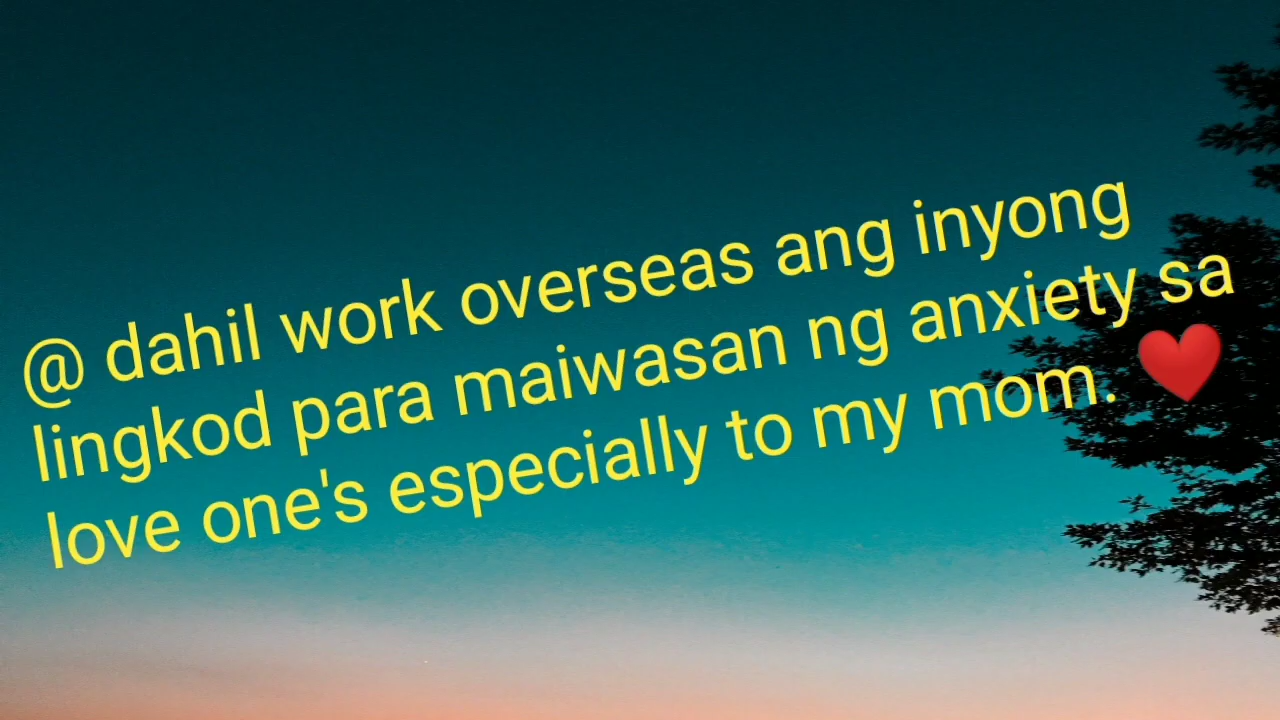 @ dahil work overseas ang inyong
lingkod para maiwasan ng anxiety sa
love one's especially to my mom. ❤️